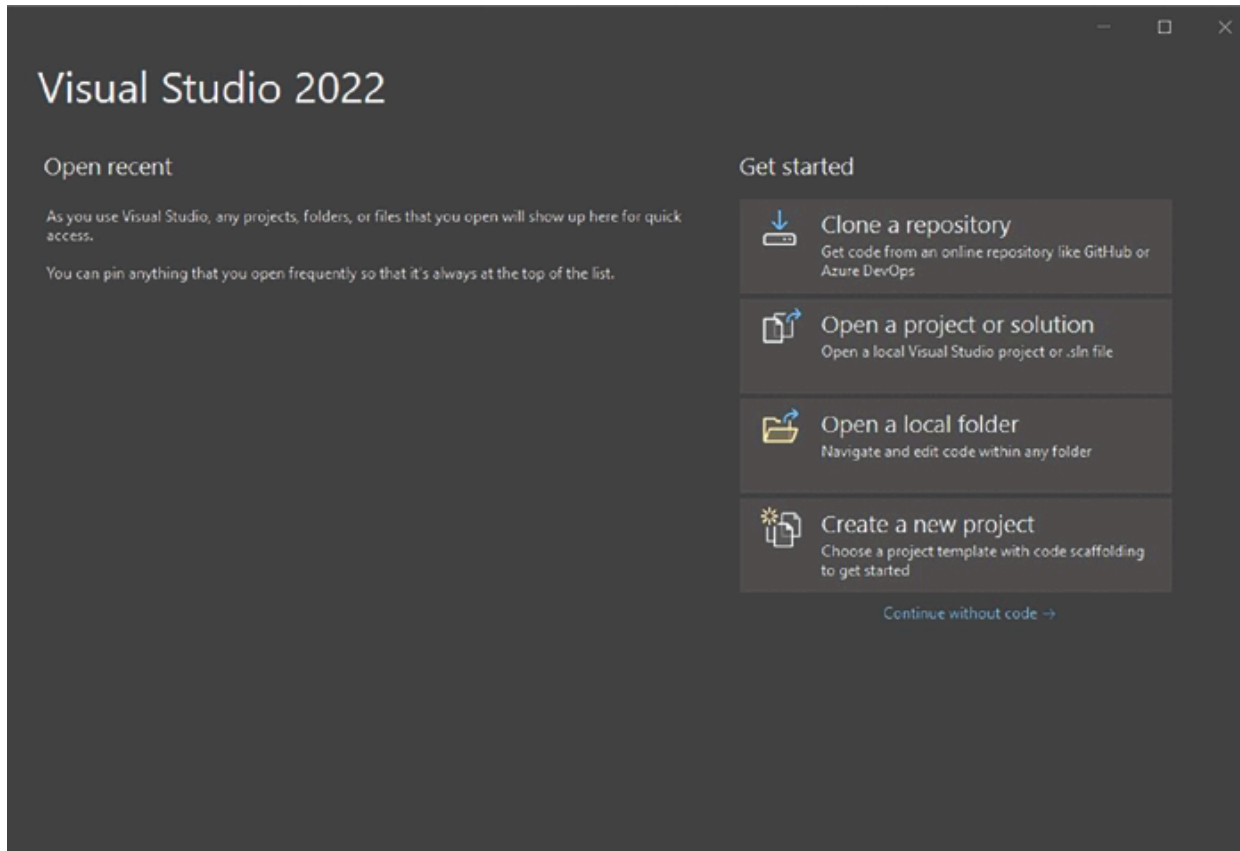 Visual Studio 2022
Open recent
As you use Visual Studio, any projects, folders, or files that you open will show up here for quick
access.
You can pin anything that you open frequently so that it's always at the top of the list.
Get started
Clone a repository
Get code from an online repository like GitHub or
Azure DevOps
Open a project or solution
Open a local Visual Studio project or .sln file
Open a local folder
Navigate and edit code within any folder
Create a new project
Choose a project template with code scaffolding
to get started
Continue without code →